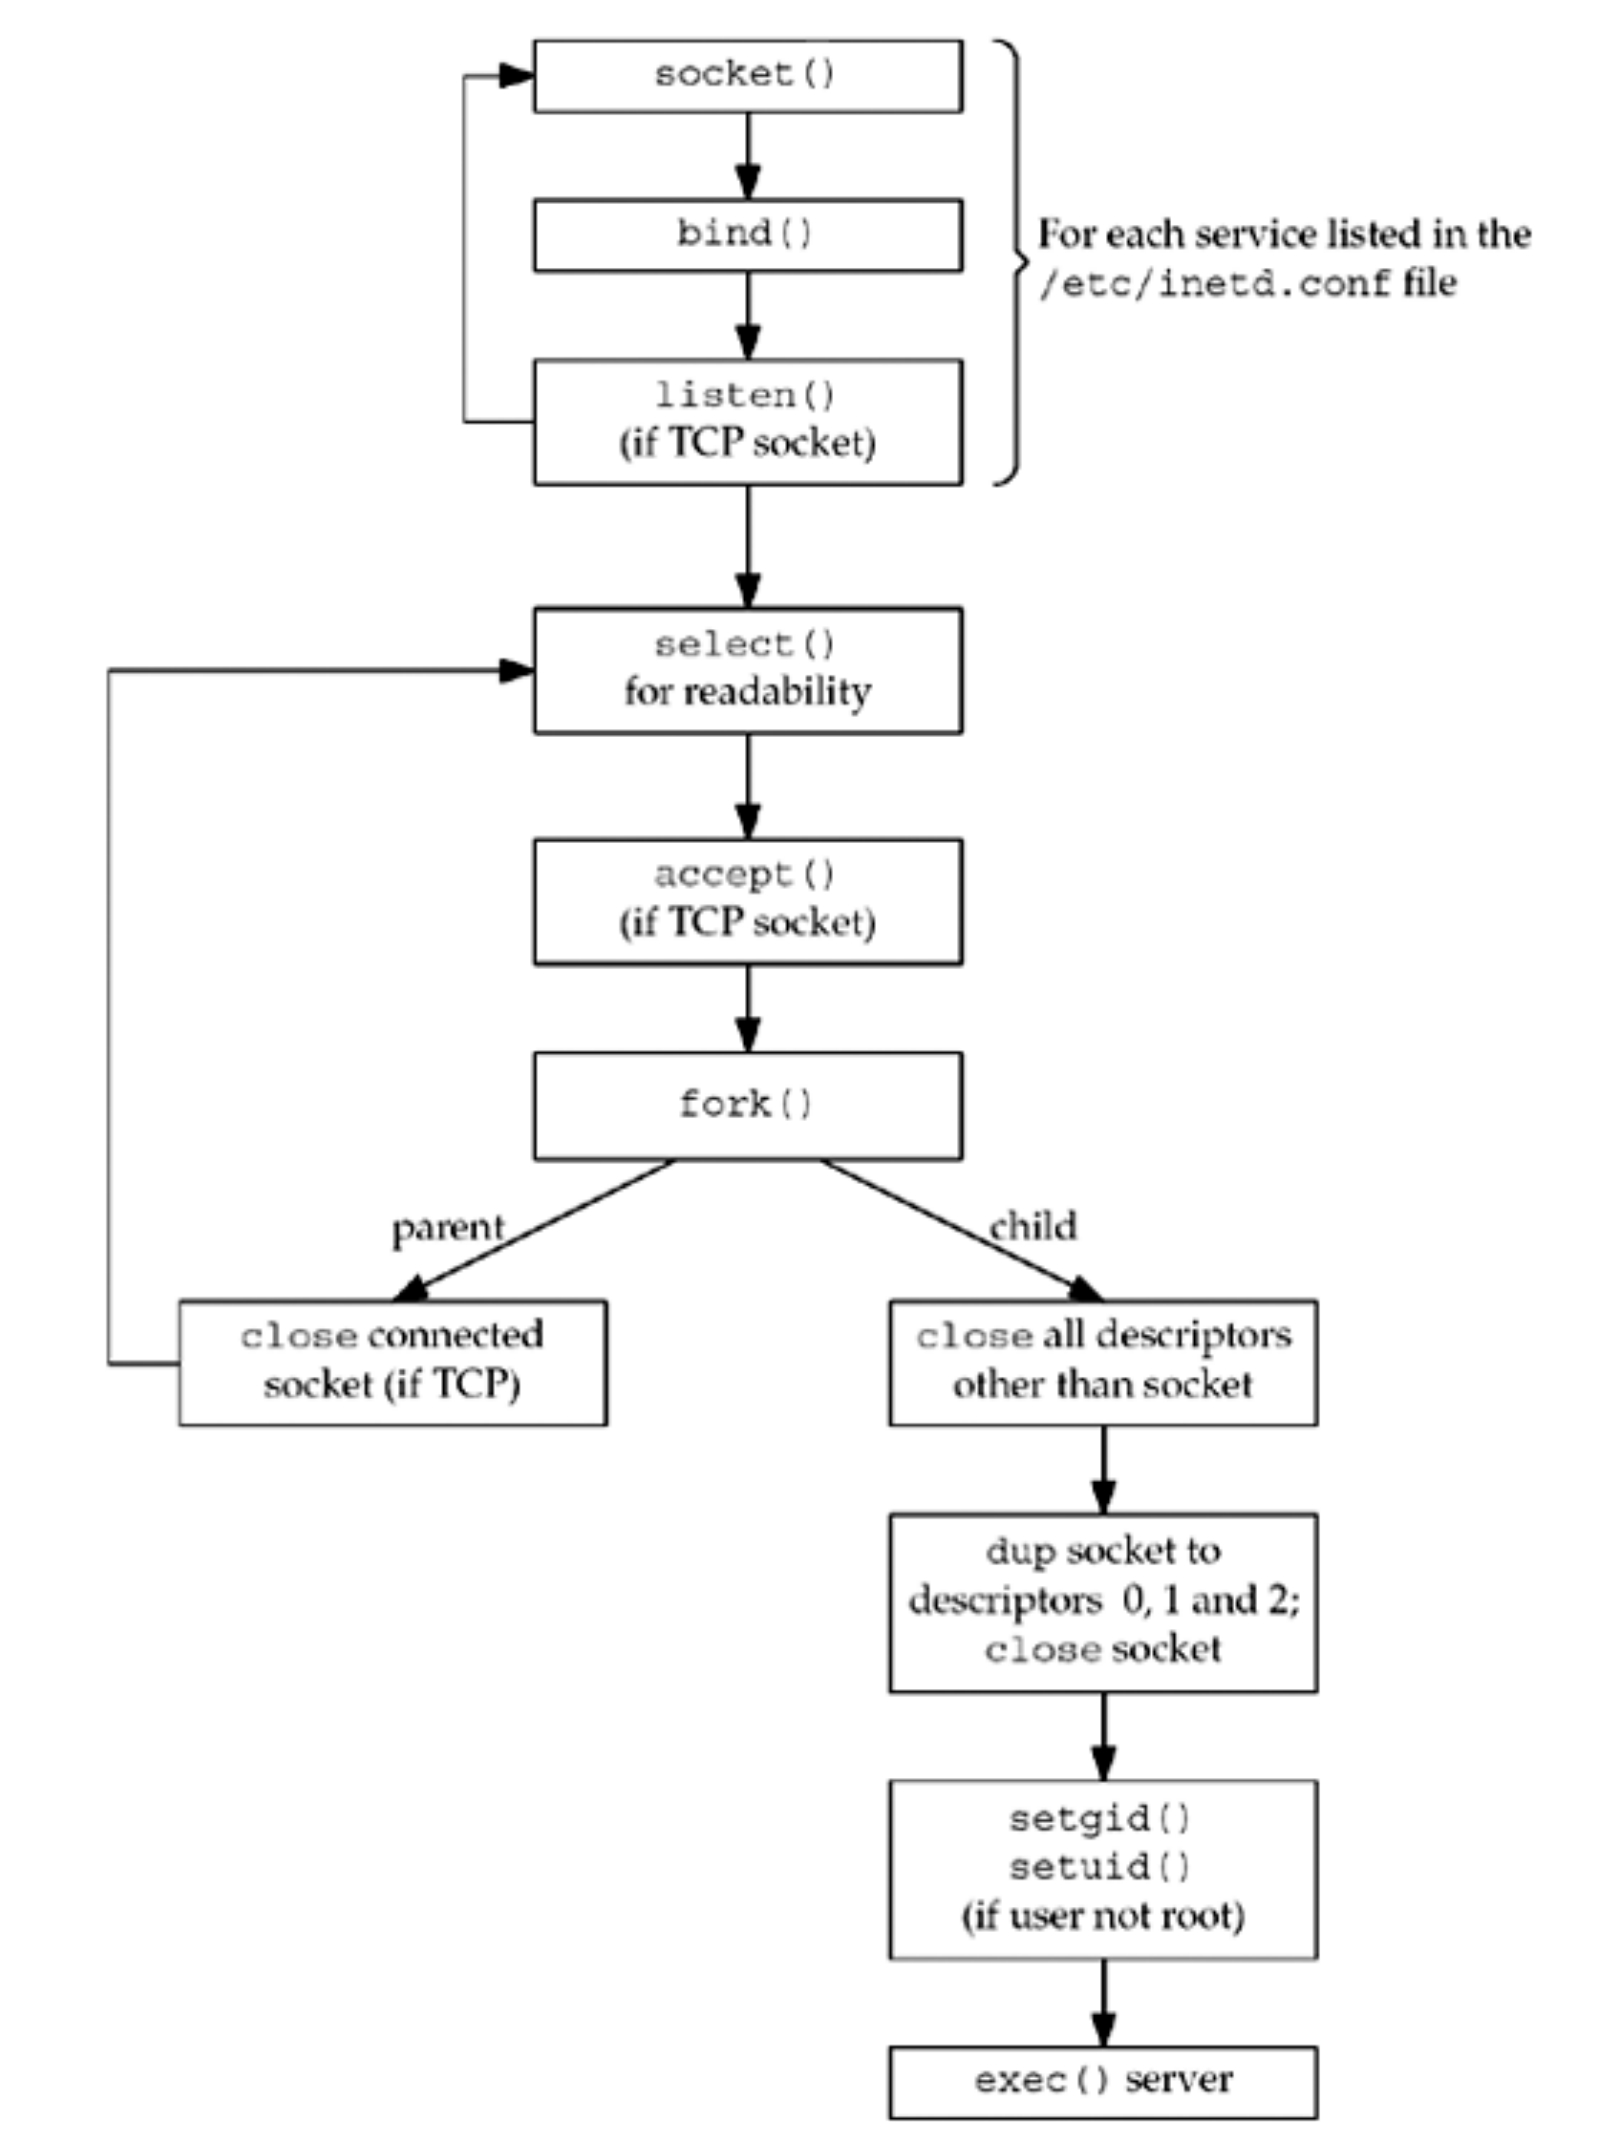 socket()
bind()
For each service listed in the
/etc/inetd.conf file
listen()
(if TCP socket)
select()
for readability
accept()
(if TCP socket)
fork()
parent
child
close connected
socket (if TCP)
close all descriptors
other than socket
dup socket to
descriptors 0, 1 and 2;
close socket
setgid()
setuid()
(if user not root)
exec() server